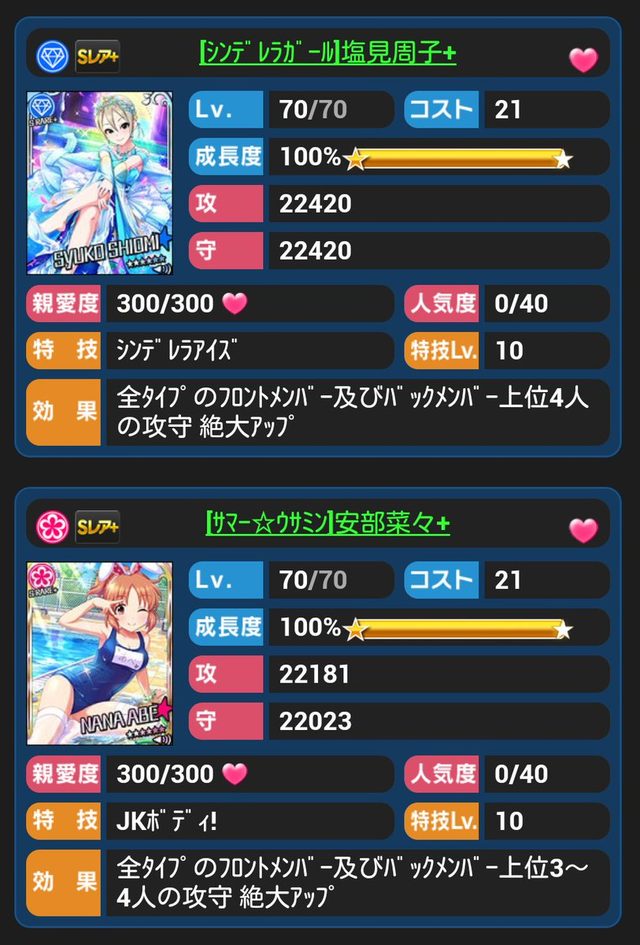 Sレア+
[ｼﾝﾃﾞﾚﾗｶﾞｰﾙ]塩見周子+
S.RARE+
SYUKO SHIOMI
Lv. 70/70 コスト 21
成長度 100%
攻 22420
守 22420
親愛度 300/300 人気度 0/40
特技 ｼﾝﾃﾞﾚﾗｱｲｽﾞ 特技Lv. 10
効果 全ﾀｲﾌﾟのﾌﾛﾝﾄﾒﾝﾊﾞｰ及びﾊﾞｯｸﾒﾝﾊﾞｰ上位4人
の攻守 絶大ｱｯﾌﾟ
Sレア+
[ｻﾏｰ☆ｳｻﾐﾝ]安部菜々+
S.RARE+
NANA ABE
Lv. 70/70 コスト 21
成長度 100%
攻 22181
守 22023
親愛度 300/300 人気度 0/40
特技 JKﾎﾞﾃﾞｨ! 特技Lv. 10
効果 全ﾀｲﾌﾟのﾌﾛﾝﾄﾒﾝﾊﾞｰ及びﾊﾞｯｸﾒﾝﾊﾞｰ上位3～
4人の攻守 絶大ｱｯﾌﾟ